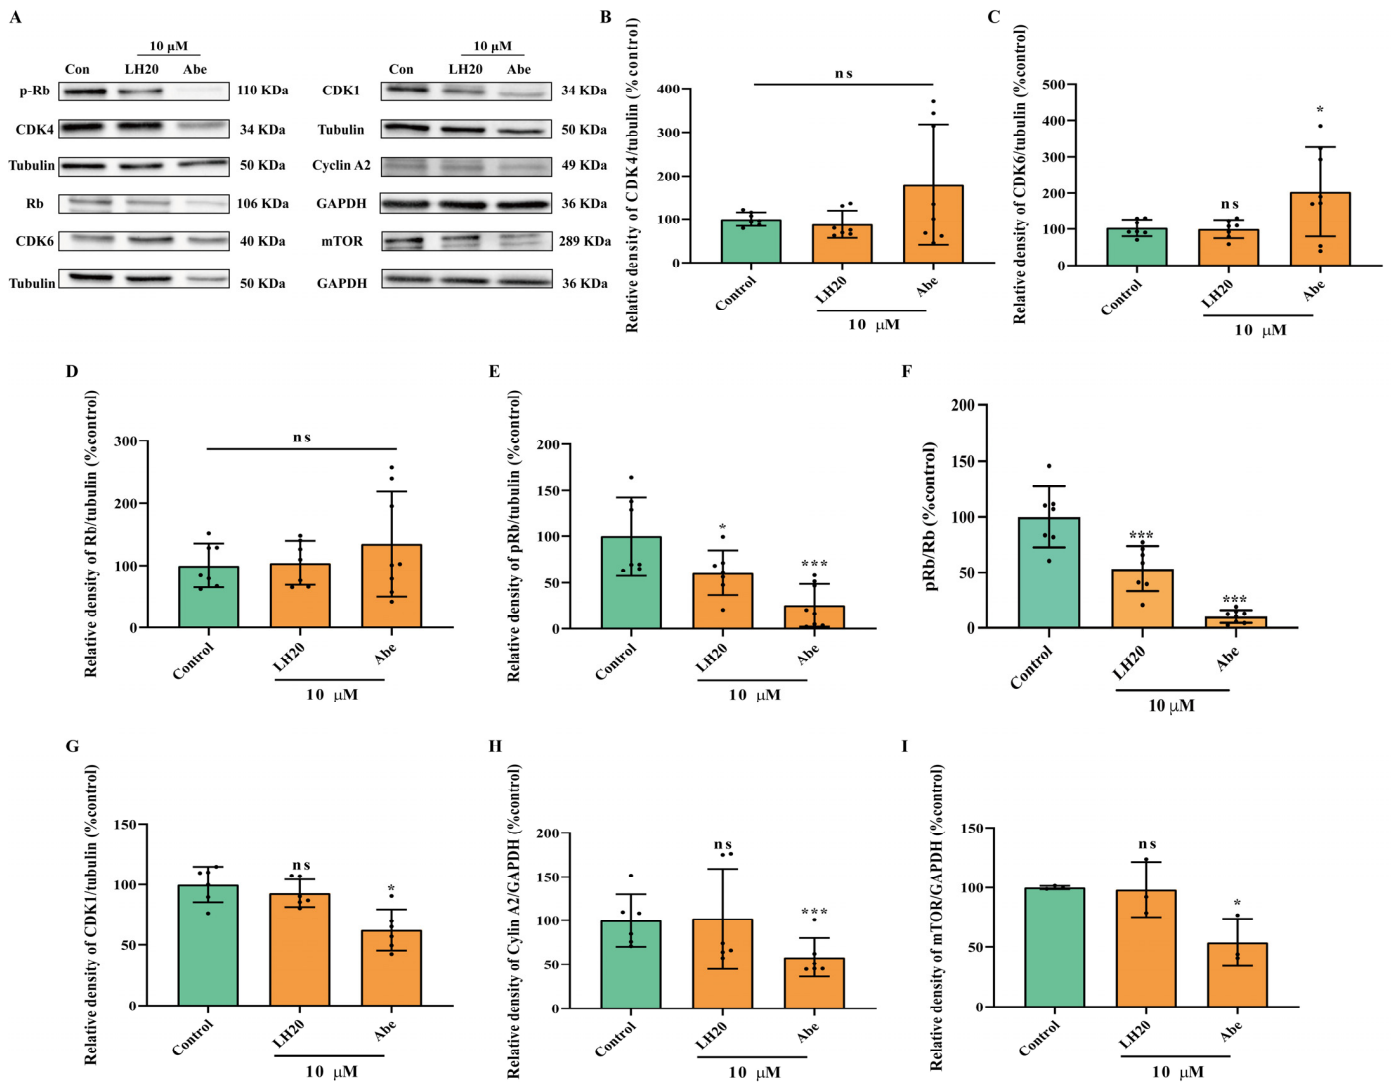 A
10 μM
Con LH20 Abe
p-Rb 110 KDa
CDK4 34 KDa
Tubulin 50 KDa
Rb 106 KDa
CDK6 40 KDa
Tubulin 50 KDa
10 μM
Con LH20 Abe
CDK1 34 KDa
Tubulin 50 KDa
Cyclin A2 49 KDa
GAPDH 36 KDa
mTOR 289 KDa
GAPDH 36 KDa
B
Relative density of CDK4/tubulin (%control)
400
300
200
100
0
ns
Control LH20 Abe
10 μM
C
Relative density of CDK6/tubulin (%control)
500
400
300
200
100
0
ns *
Control LH20 Abe
10 μM
D
Relative density of Rb/tubulin (%control)
300
200
100
0
ns
Control LH20 Abe
10 μM
E
Relative density of pRb/tubulin (%control)
200
150
100
50
0
* ***
Control LH20 Abe
10 μM
F
pRb/Rb (%control)
200
150
100
50
0
*** ***
Control LH20 Abe
10 μM
G
Relative density of CDK1/tubulin (%control)
150
100
50
0
ns *
Control LH20 Abe
10 μM
H
Relative density of Cylin A2/GAPDH (%control)
200
150
100
50
0
ns ***
Control LH20 Abe
10 μM
I
Relative density of mTOR/GAPDH (%control)
150
100
50
0
ns *
Control LH20 Abe
10 μM